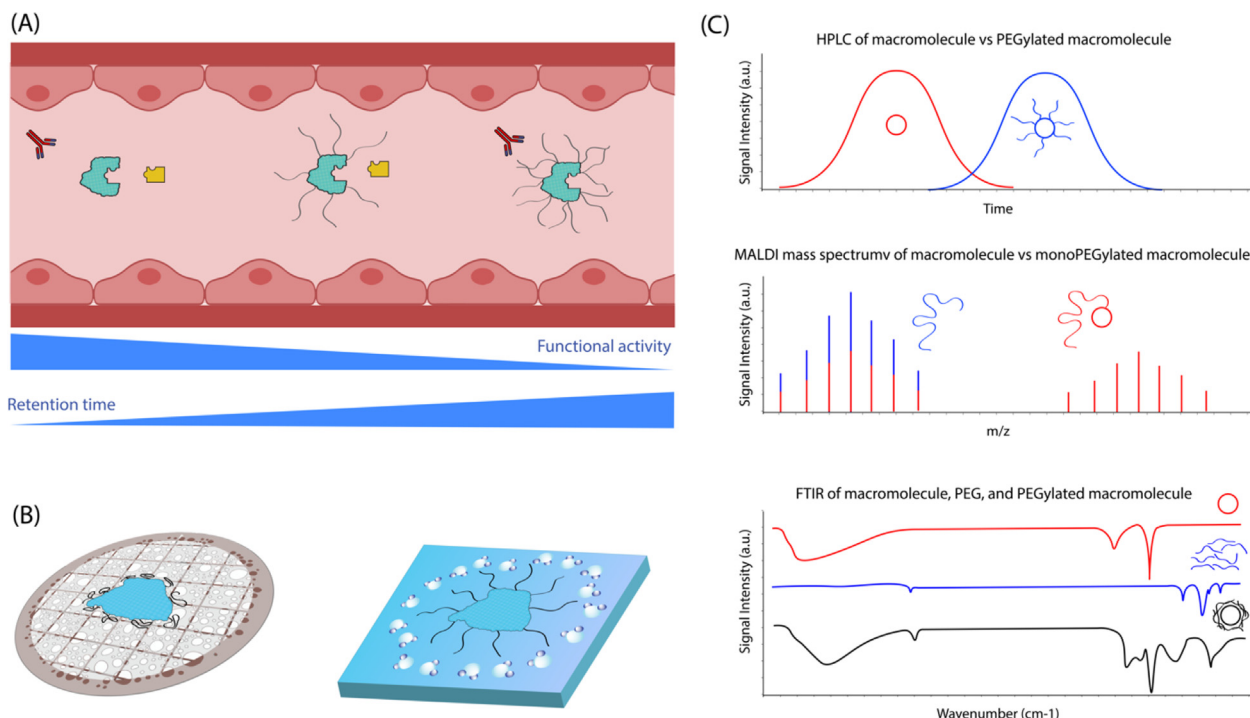 (A)
Functional activity
Retention time
(B)
(C)
HPLC of macromolecule vs PEGylated macromolecule
Signal Intensity (a.u.)
Time
MALDI mass spectrumv of macromolecule vs monoPEGylated macromolecule
Signal Intensity (a.u.)
m/z
FTIR of macromolecule, PEG, and PEGylated macromolecule
Signal Intensity (a.u.)
Wavenumber (cm-1)